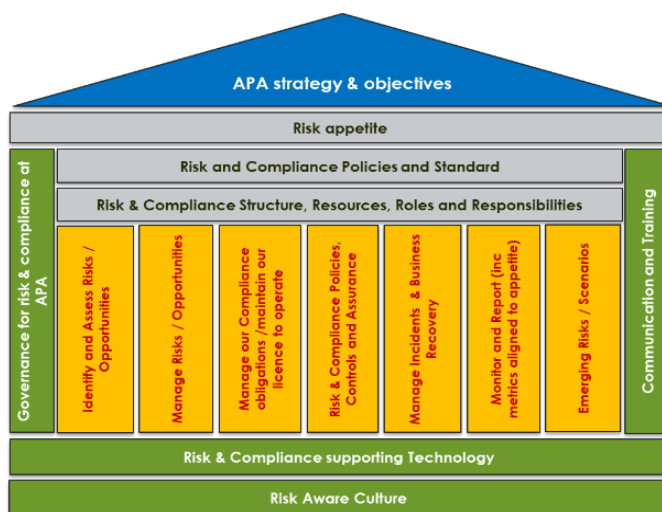 APA strategy & objectives
Risk appetite
Governance for risk & compliance at
APA
Risk and Compliance Policies and Standard
Risk & Compliance Structure, Resources, Roles and Responsibilities
Identify and Assess Risks /
Opportunities
Manage Risks / Opportunities
Manage our Compliance
obligations /maintain our
licence to operate
Risk & Compliance Policies,
Controls and Assurance
Manage Incidents & Business
Recovery
Monitor and Report (inc
metrics aligned to appetite)
Emerging Risks / Scenarios
Communication and Training
Risk & Compliance supporting Technology
Risk Aware Culture